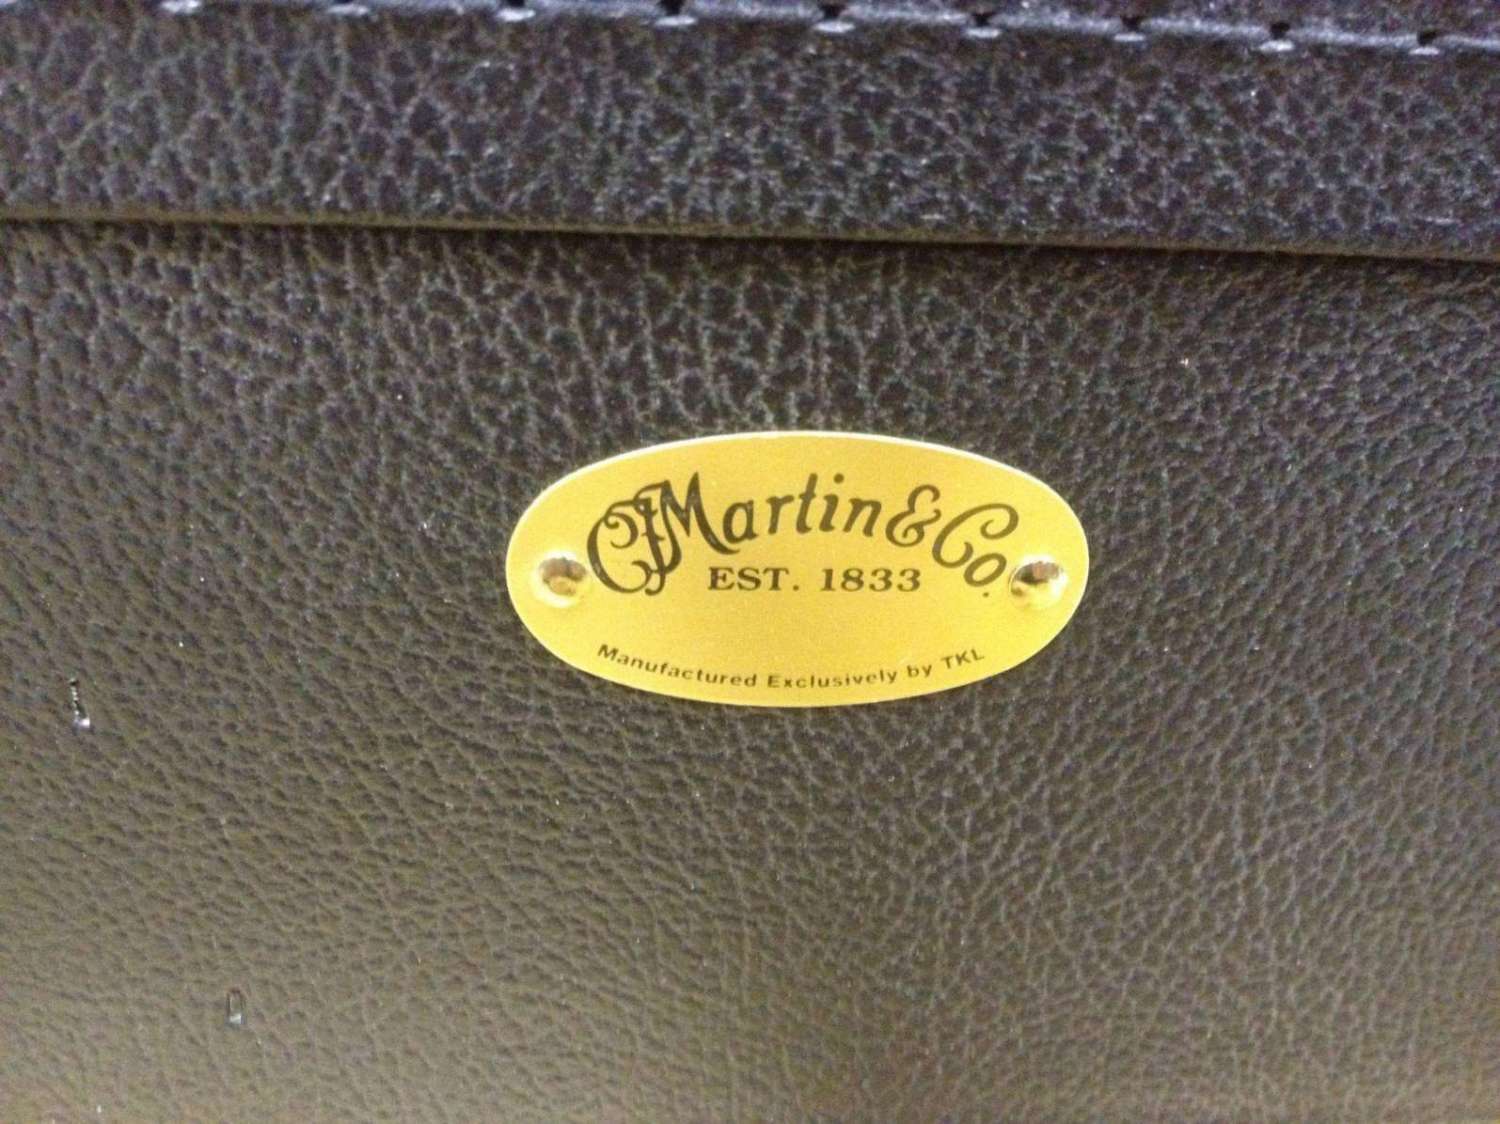 CFMartin & Co.
EST. 1833
Manufactured Exclusively by TKL